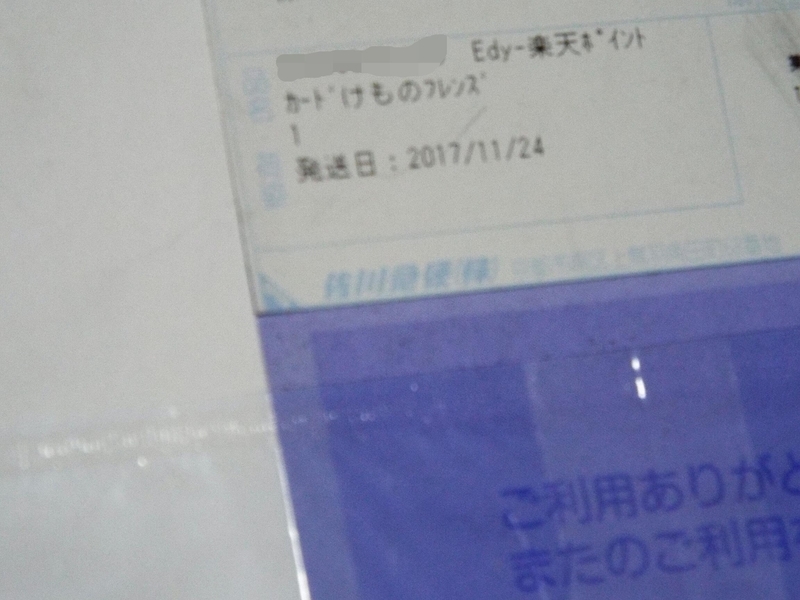 Edy-楽天ﾎﾟｲﾝﾄ
ｶｰﾄﾞけものﾌﾚﾝｽﾞ
1
発送日：2017/11/24
佐川急便(株)
ご利用ありがと
またのご利用